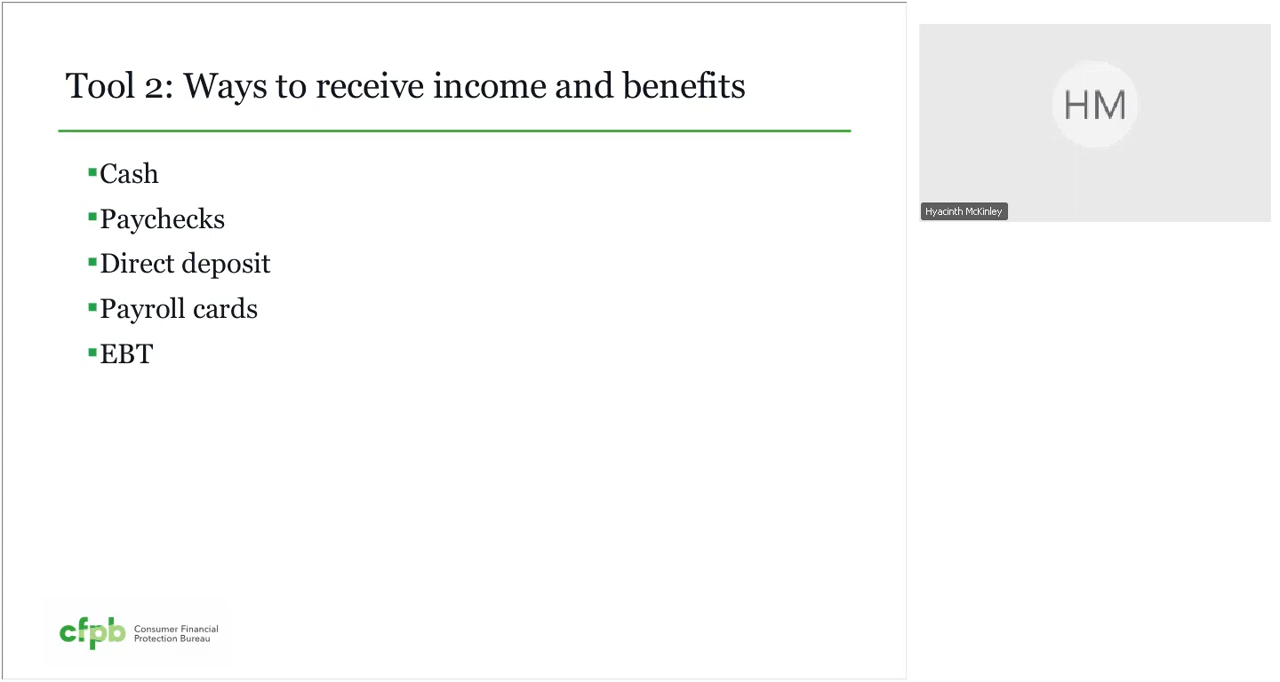 Tool 2: Ways to receive income and benefits
Cash
Paychecks
Direct deposit
Payroll cards
EBT
cfpb Consumer Financial
Protection Bureau
HM
Hyacinth McKinley